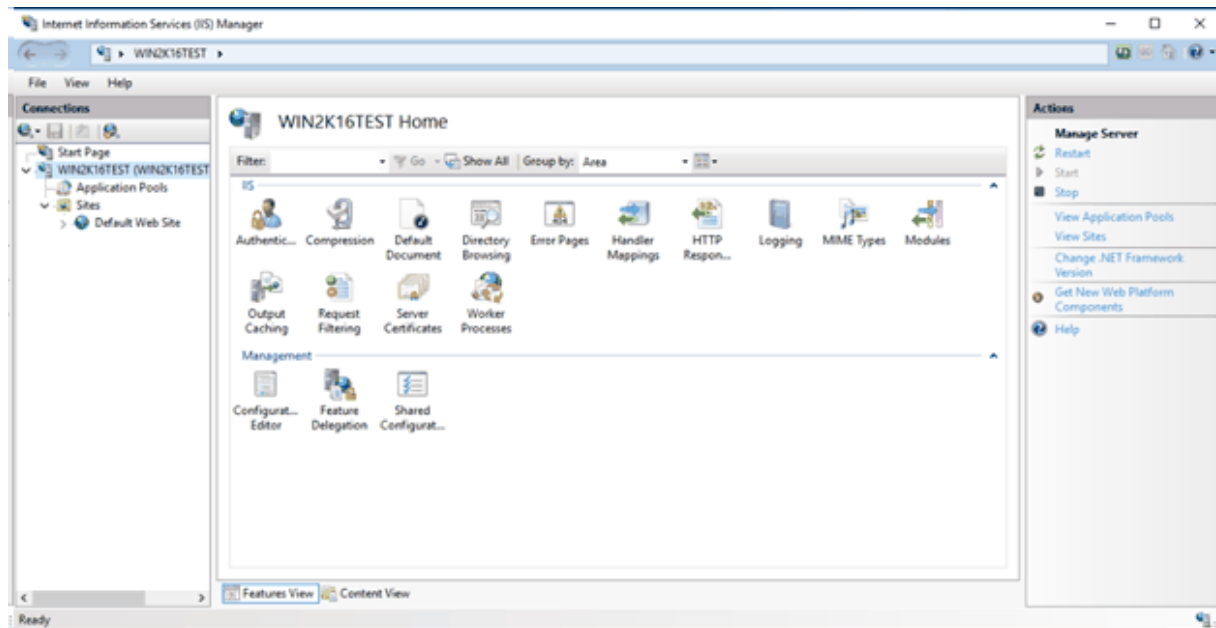 Internet Information Services (IIS) Manager
WIN2K16TEST
File View Help
Connections
Start Page
WIN2K16TEST (WIN2K16TEST
Application Pools
Sites
Default Web Site
WIN2K16TEST Home
Filter: Go Show All Group by: Area
IIS
Authentic... Compression Default Document Directory Browsing Error Pages Handler Mappings HTTP Respon... Logging MIME Types Modules
Output Caching Request Filtering Server Certificates Worker Processes
Management
Configurat... Editor Feature Delegation Shared Configurat...
Features View Content View
Actions
Manage Server
Restart
Start
Stop
View Application Pools
View Sites
Change .NET Framework
Version
Get New Web Platform
Components
Help
Ready